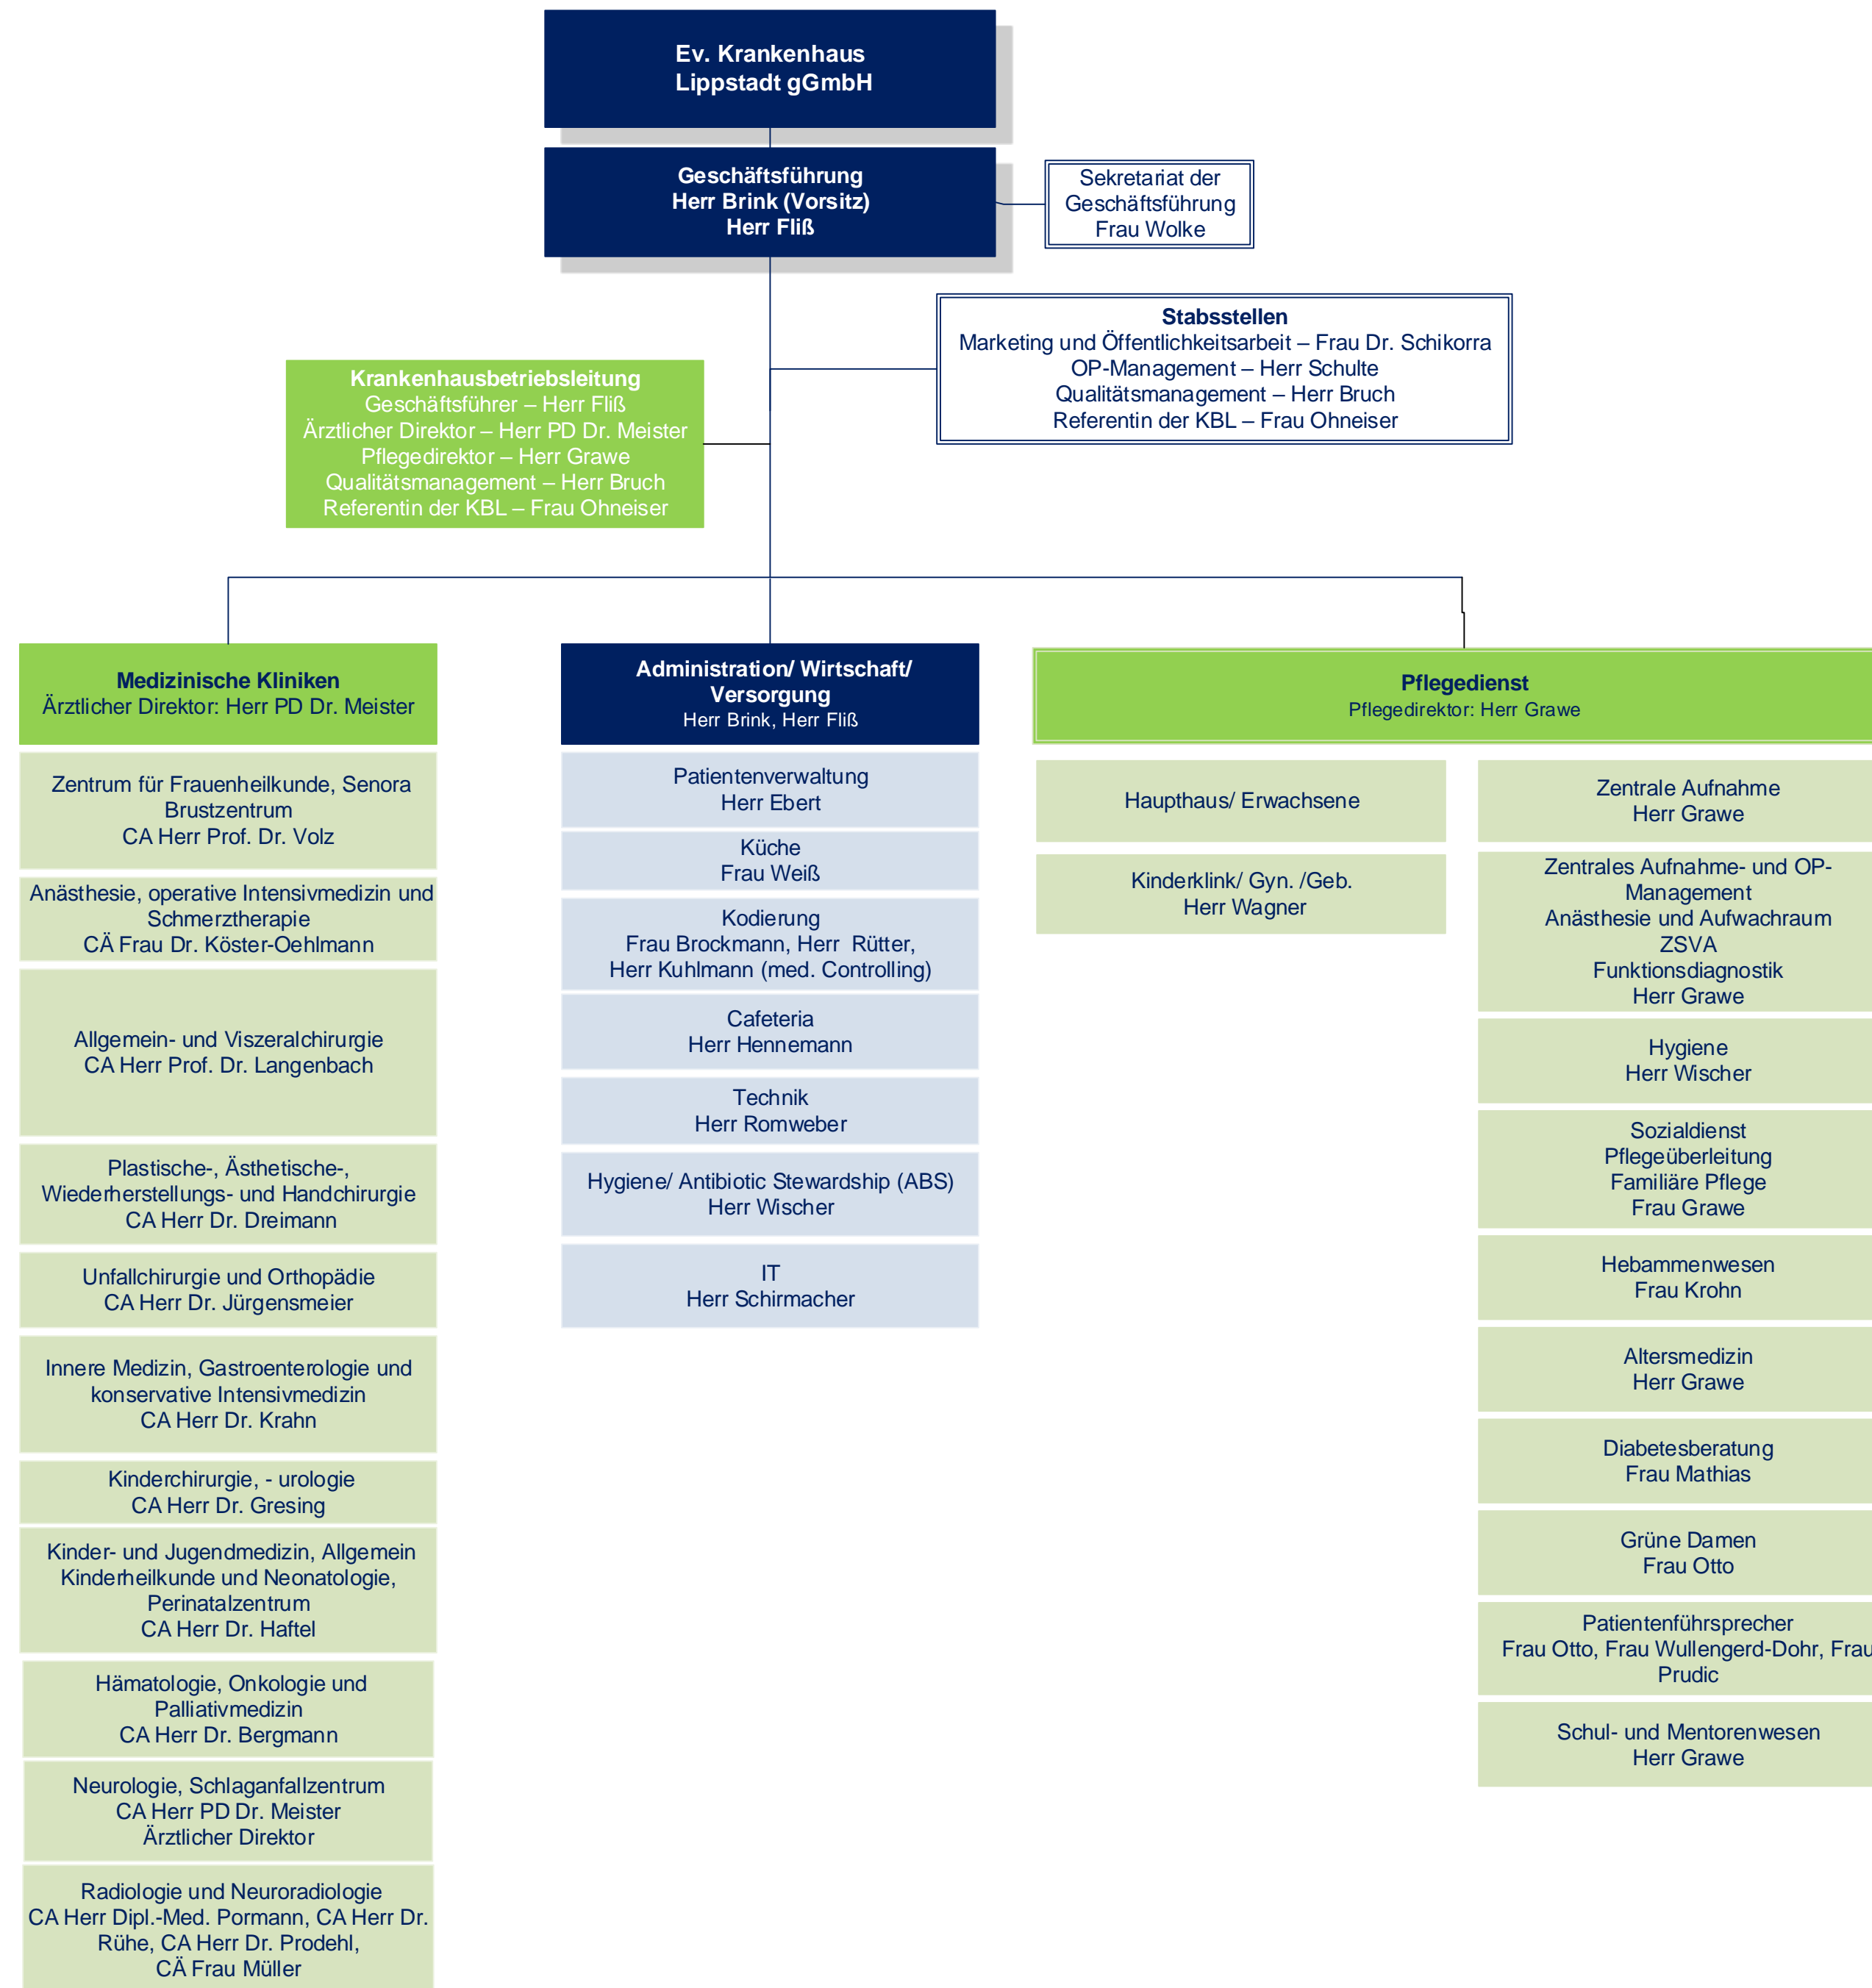 Ev. Krankenhaus
Lippstadt gGmbH
Geschäftsführung
Herr Brink (Vorsitz)
Herr Fliß
Sekretariat der
Geschäftsführung
Frau Wolke
Stabsstellen
Marketing und Öffentlichkeitsarbeit – Frau Dr. Schikorra
OP-Management – Herr Schulte
Qualitätsmanagement – Herr Bruch
Referentin der KBL – Frau Ohneiser
Krankenhausbetriebsleitung
Geschäftsführer – Herr Fliß
Ärztlicher Direktor – Herr PD Dr. Meister
Pflegedirektor – Herr Grawe
Qualitätsmanagement – Herr Bruch
Referentin der KBL – Frau Ohneiser
Medizinische Kliniken
Ärztlicher Direktor: Herr PD Dr. Meister
Zentrum für Frauenheilkunde, Senora
Brustzentrum
CA Herr Prof. Dr. Volz
Anästhesie, operative Intensivmedizin und
Schmerztherapie
CÄ Frau Dr. Köster-Oehlmann
Allgemein- und Viszeralchirurgie
CA Herr Prof. Dr. Langenbach
Plastische-, Ästhetische-,
Wiederherstellungs- und Handchirurgie
CA Herr Dr. Dreimann
Unfallchirurgie und Orthopädie
CA Herr Dr. Jürgensmeier
Innere Medizin, Gastroenterologie und
konservative Intensivmedizin
CA Herr Dr. Krahn
Kinderchirurgie, - urologie
CA Herr Dr. Gresing
Kinder- und Jugendmedizin, Allgemein
Kinderheilkunde und Neonatologie,
Perinatalzentrum
CA Herr Dr. Haftel
Hämatologie, Onkologie und
Palliativmedizin
CA Herr Dr. Bergmann
Neurologie, Schlaganfallzentrum
CA Herr PD Dr. Meister
Ärztlicher Direktor
Radiologie und Neuroradiologie
CA Herr Dipl.-Med. Pormann, CA Herr Dr.
Rühe, CA Herr Dr. Prodehl,
CÄ Frau Müller
Administration/ Wirtschaft/
Versorgung
Herr Brink, Herr Fliß
Patientenverwaltung
Herr Ebert
Küche
Frau Weiß
Kodierung
Frau Brockmann, Herr Rütter,
Herr Kuhlmann (med. Controlling)
Cafeteria
Herr Hennemann
Technik
Herr Romweber
Hygiene/ Antibiotic Stewardship (ABS)
Herr Wischer
IT
Herr Schirmacher
Pflegedienst
Pflegedirektor: Herr Grawe
Haupthaus/ Erwachsene
Kinderklink/ Gyn. /Geb.
Herr Wagner
Zentrale Aufnahme
Herr Grawe
Zentrales Aufnahme- und OP-
Management
Anästhesie und Aufwachraum
ZSVA
Funktionsdiagnostik
Herr Grawe
Hygiene
Herr Wischer
Sozialdienst
Pflegeüberleitung
Familiäre Pflege
Frau Grawe
Hebammenwesen
Frau Krohn
Altersmedizin
Herr Grawe
Diabetesberatung
Frau Mathias
Grüne Damen
Frau Otto
Patientenführsprecher
Frau Otto, Frau Wullengerd-Dohr, Frau
Prudic
Schul- und Mentorenwesen
Herr Grawe